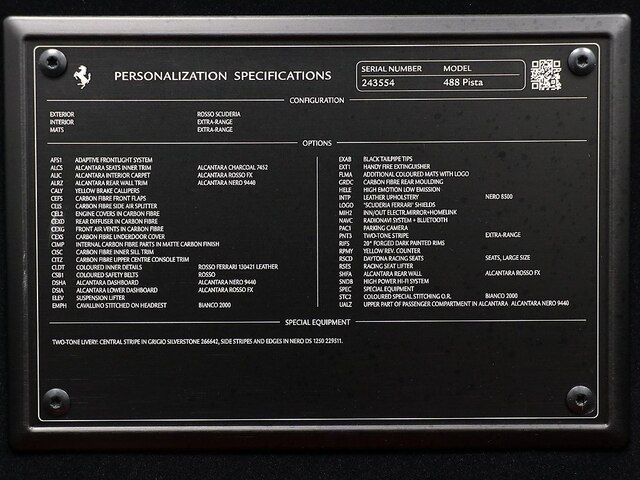 PERSONALIZATION SPECIFICATIONS
SERIAL NUMBER MODEL
243554 488 Pista
CONFIGURATION
EXTERIOR ROSSO SCUDERIA
INTERIOR EXTRA-RANGE
MATS EXTRA-RANGE
OPTIONS
AFS1 ADAPTIVE FRONTLIGHT SYSTEM
ALCS ALCANTARA SEATS INNER TRIM ALCANTARA CHARCOAL 7452
ALIC ALCANTARA INTERIOR CARPET ALCANTARA ROSSO FX
ALRZ ALCANTARA REAR WALL TRIM ALCANTARA NERO 9440
CALY YELLOW BRAKE CALLIPERS
CEFS CARBON FIBRE FRONT FLAPS
CEIS CARBON FIBRE SIDE AIR SPLITTER
CEL2 ENGINE COVERS IN CARBON FIBRE
CEXD REAR DIFFUSER IN CARBON FIBRE
CEXG FRONT AIR VENTS IN CARBON FIBRE
CEXS CARBON FIBRE UNDERDOOR COVER
CIMP INTERNAL CARBON FIBRE PARTS IN MATTE CARBON FINISH
CISC CARBON FIBRE INNER SILL TRIM
CITZ CARBON FIBRE UPPER CENTRE CONSOLE TRIM
CLDT COLOURED INNER DETAILS ROSSO FERRARI 130421 LEATHER
CSB1 COLOURED SAFETY BELTS ROSSO
DSHA ALCANTARA DASHBOARD ALCANTARA NERO 9440
DSIA ALCANTARA LOWER DASHBOARD ALCANTARA ROSSO FX
ELEV SUSPENSION LIFTER
EMPH CAVALLINO STITCHED ON HEADREST BIANCO 2000
EXAB BLACK TAILPIPE TIPS
EXT1 HANDY FIRE EXTINGUISHER
FLMA ADDITIONAL COLOURED MATS WITH LOGO
GRDC CARBON FIBRE REAR MOULDING
HELE HIGH EMOTION LOW EMISSION
INTP LEATHER UPHOLSTERY NERO 8500
LOGO "SCUDERIA FERRARI" SHIELDS
MIH2 INN/OUT ELECTR.MIRROR+HOMELINK
NAVC RADIONAVI SYSTEM + BLUETOOTH
PAC1 PARKING CAMERA
PNT3 TWO-TONE STRIPE EXTRA-RANGE
RIFS 20" FORGED DARK PAINTED RIMS
RPMY YELLOW REV. COUNTER
RSCD DAYTONA RACING SEATS SEATS, LARGE SIZE
RSES RACING SEAT LIFTER
SHFA ALCANTARA REAR WALL ALCANTARA ROSSO FX
SNDB HIGH POWER HI-FI SYSTEM
SPEC SPECIAL EQUIPMENT
STC2 COLOURED SPECIAL STITCHING O.R. BIANCO 2000
UALZ UPPER PART OF PASSENGER COMPARTMENT IN ALCANTARA ALCANTARA NERO 9440
SPECIAL EQUIPMENT
TWO-TONE LIVERY: CENTRAL STRIPE IN GRIGIO SILVERSTONE 266642, SIDE STRIPES AND EDGES IN NERO DS 1250 229511.